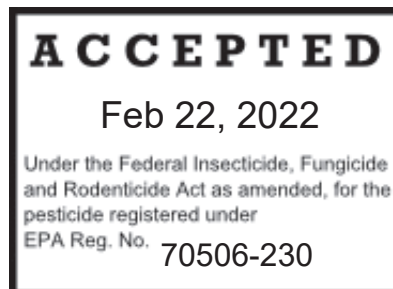 ACCEPTED
Feb 22, 2022
Under the Federal Insecticide, Fungicide
and Rodenticide Act as amended, for the
pesticide registered under
EPA Reg. No. 70506-230